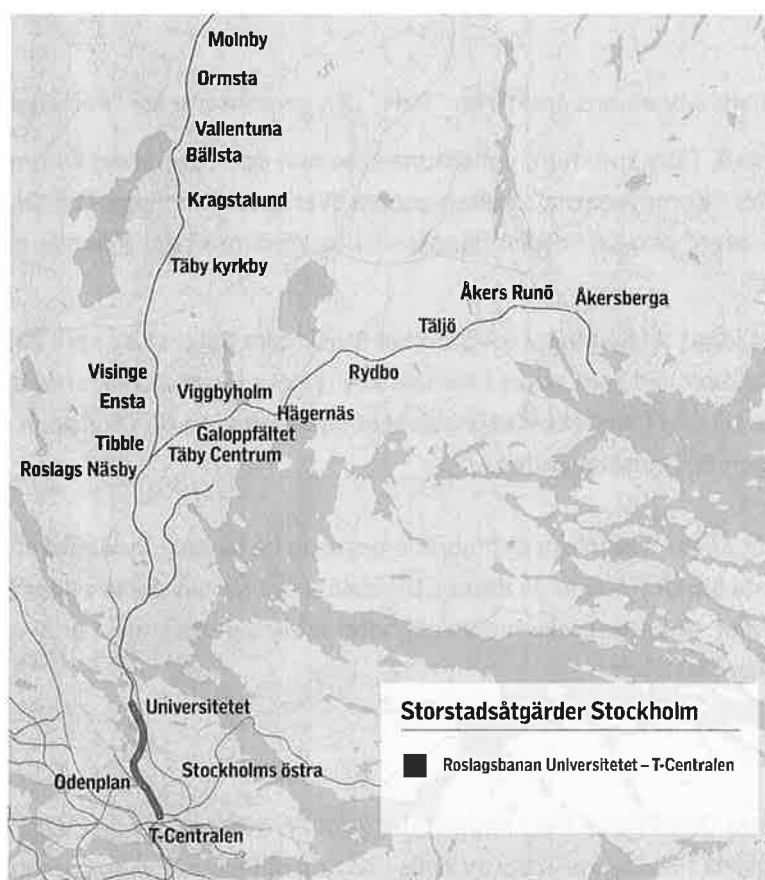 Molnby
Ormsta
Vallentuna
Bällsta
Kragstalund
Täby kyrkby
Åkers Runö
Åkersberga
Täljö
Rydbo
Visinge
Ensta
Viggbyholm
Hägernäs
Galoppfältet
Tibble
Täby Centrum
Roslags Näsby
Universitetet
Odenplan
Stockholms östra
T-Centralen
Storstadsåtgärder Stockholm
Roslagsbanan Universitetet – T-Centralen